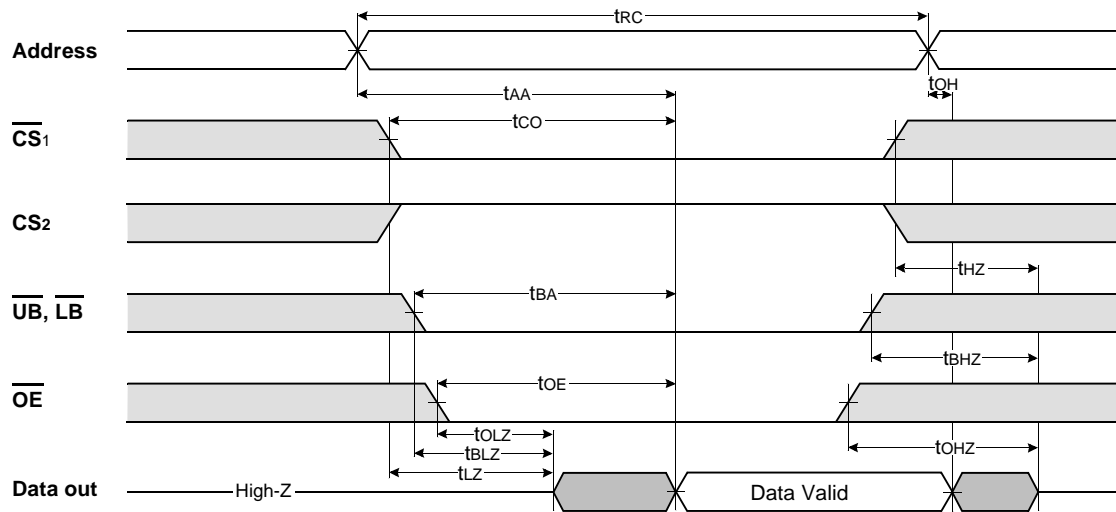 tRC
Address
tOH
tAA
tCO
CS1
CS2
tHZ
tBA
UB, LB
tBHZ
tOE
OE
tOLZ
tOHZ
tBLZ
tLZ
Data out
High-Z
Data Valid